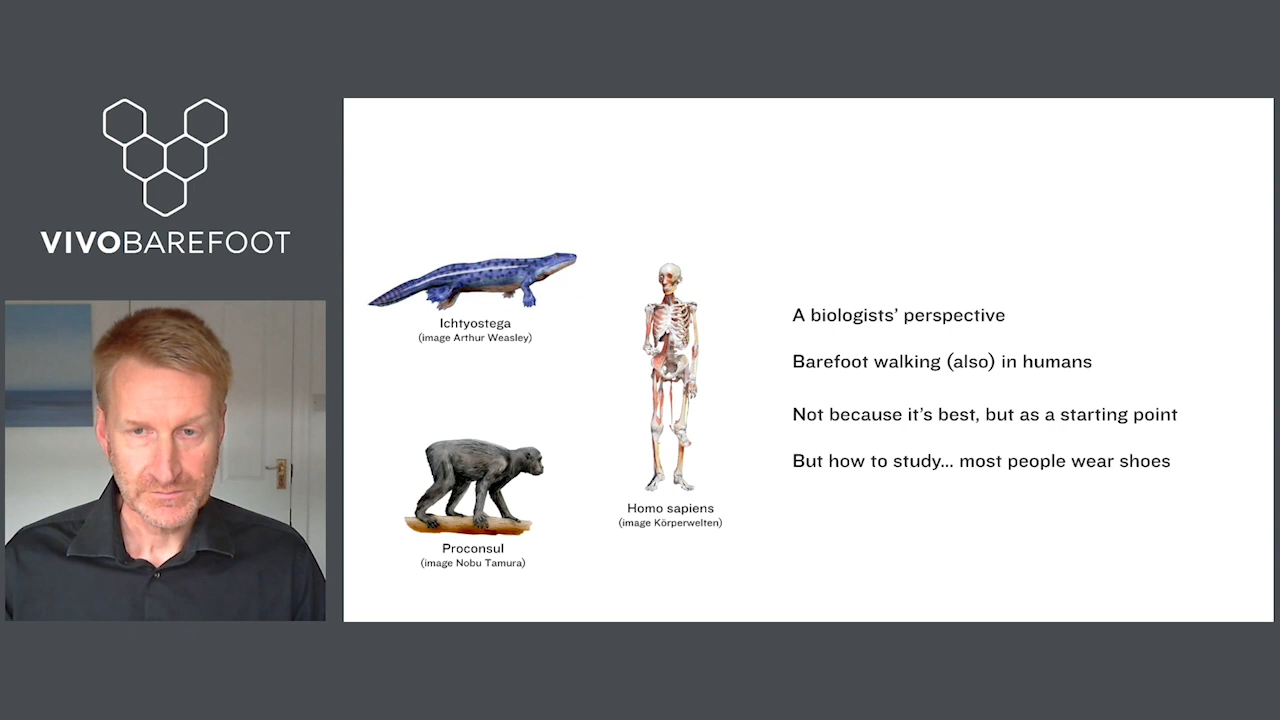 VIVOBAREFOOT
Ichtyostega
(image Arthur Weasley)
Proconsul
(image Nobu Tamura)
Homo sapiens
(image Körperwelten)
A biologists’ perspective
Barefoot walking (also) in humans
Not because it’s best, but as a starting point
But how to study... most people wear shoes